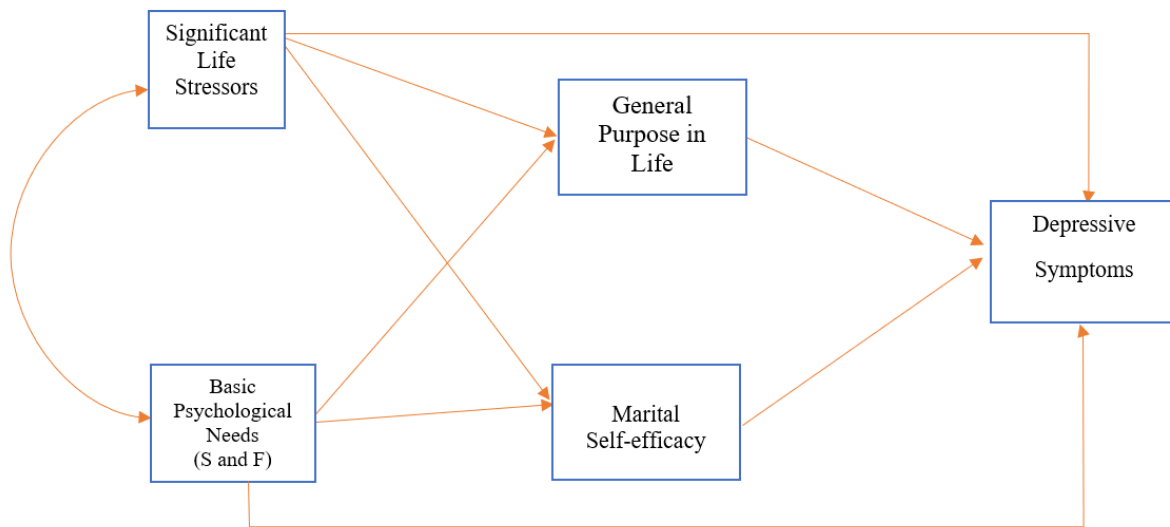 Significant
Life
Stressors
General
Purpose in
Life
Depressive
Symptoms
Basic
Psychological
Needs
(S and F)
Marital
Self-efficacy